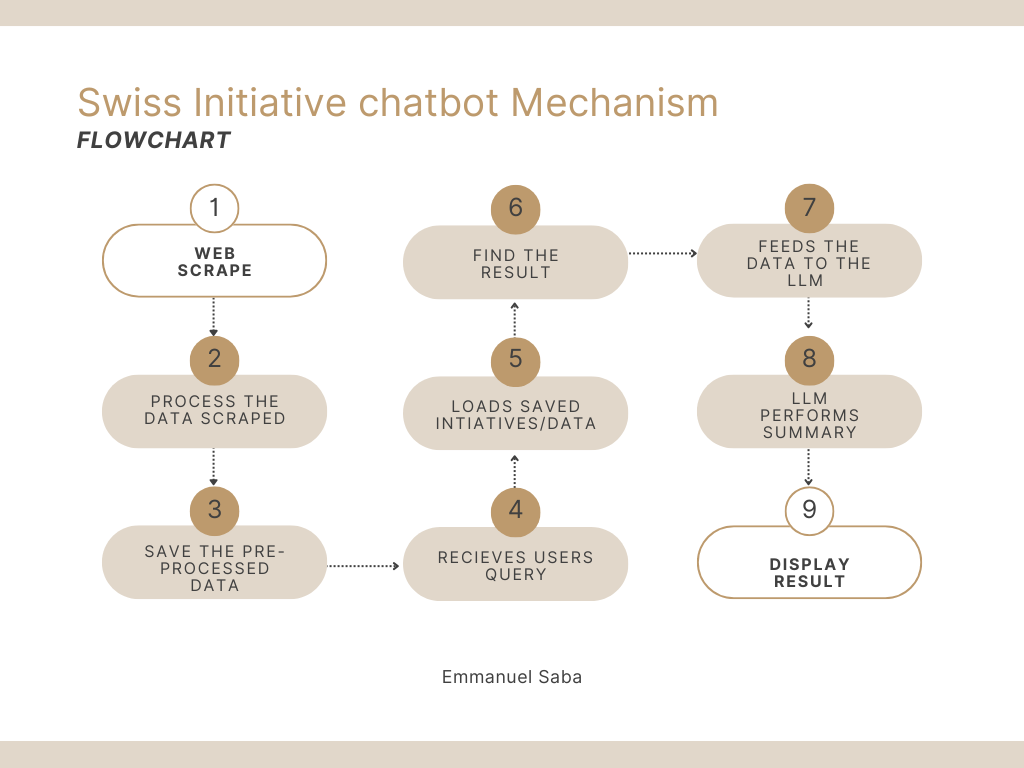 Swiss Initiative chatbot Mechanism
FLOWCHART
1
WEB
SCRAPE
2
PROCESS THE
DATA SCRAPED
3
SAVE THE PRE-
PROCESSED
DATA
4
RECIEVES USERS
QUERY
5
LOADS SAVED
INTIATIVES/DATA
6
FIND THE
RESULT
7
FEEDS THE
DATA TO THE
LLM
8
LLM
PERFORMS
SUMMARY
9
DISPLAY
RESULT
Emmanuel Saba